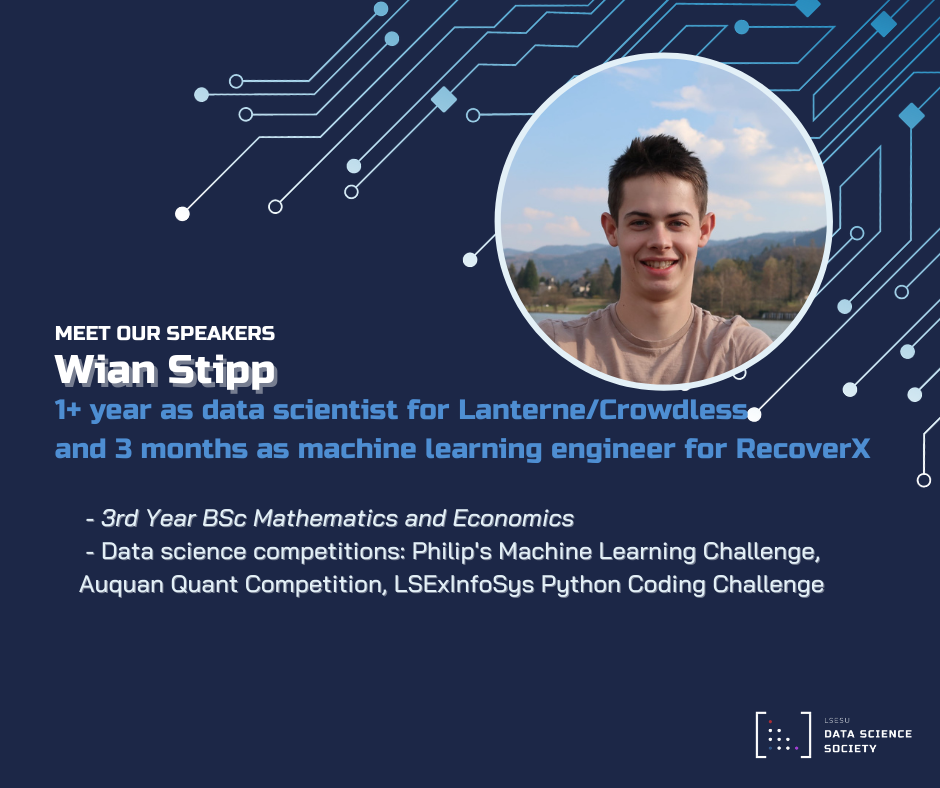 MEET OUR SPEAKERS
Wian Stipp
1+ year as data scientist for Lanterne/Crowdless
and 3 months as machine learning engineer for RecoverX
- 3rd Year BSc Mathematics and Economics
- Data science competitions: Philip's Machine Learning Challenge,
Auquan Quant Competition, LSExInfoSys Python Coding Challenge
LSESU
DATA SCIENCE
SOCIETY